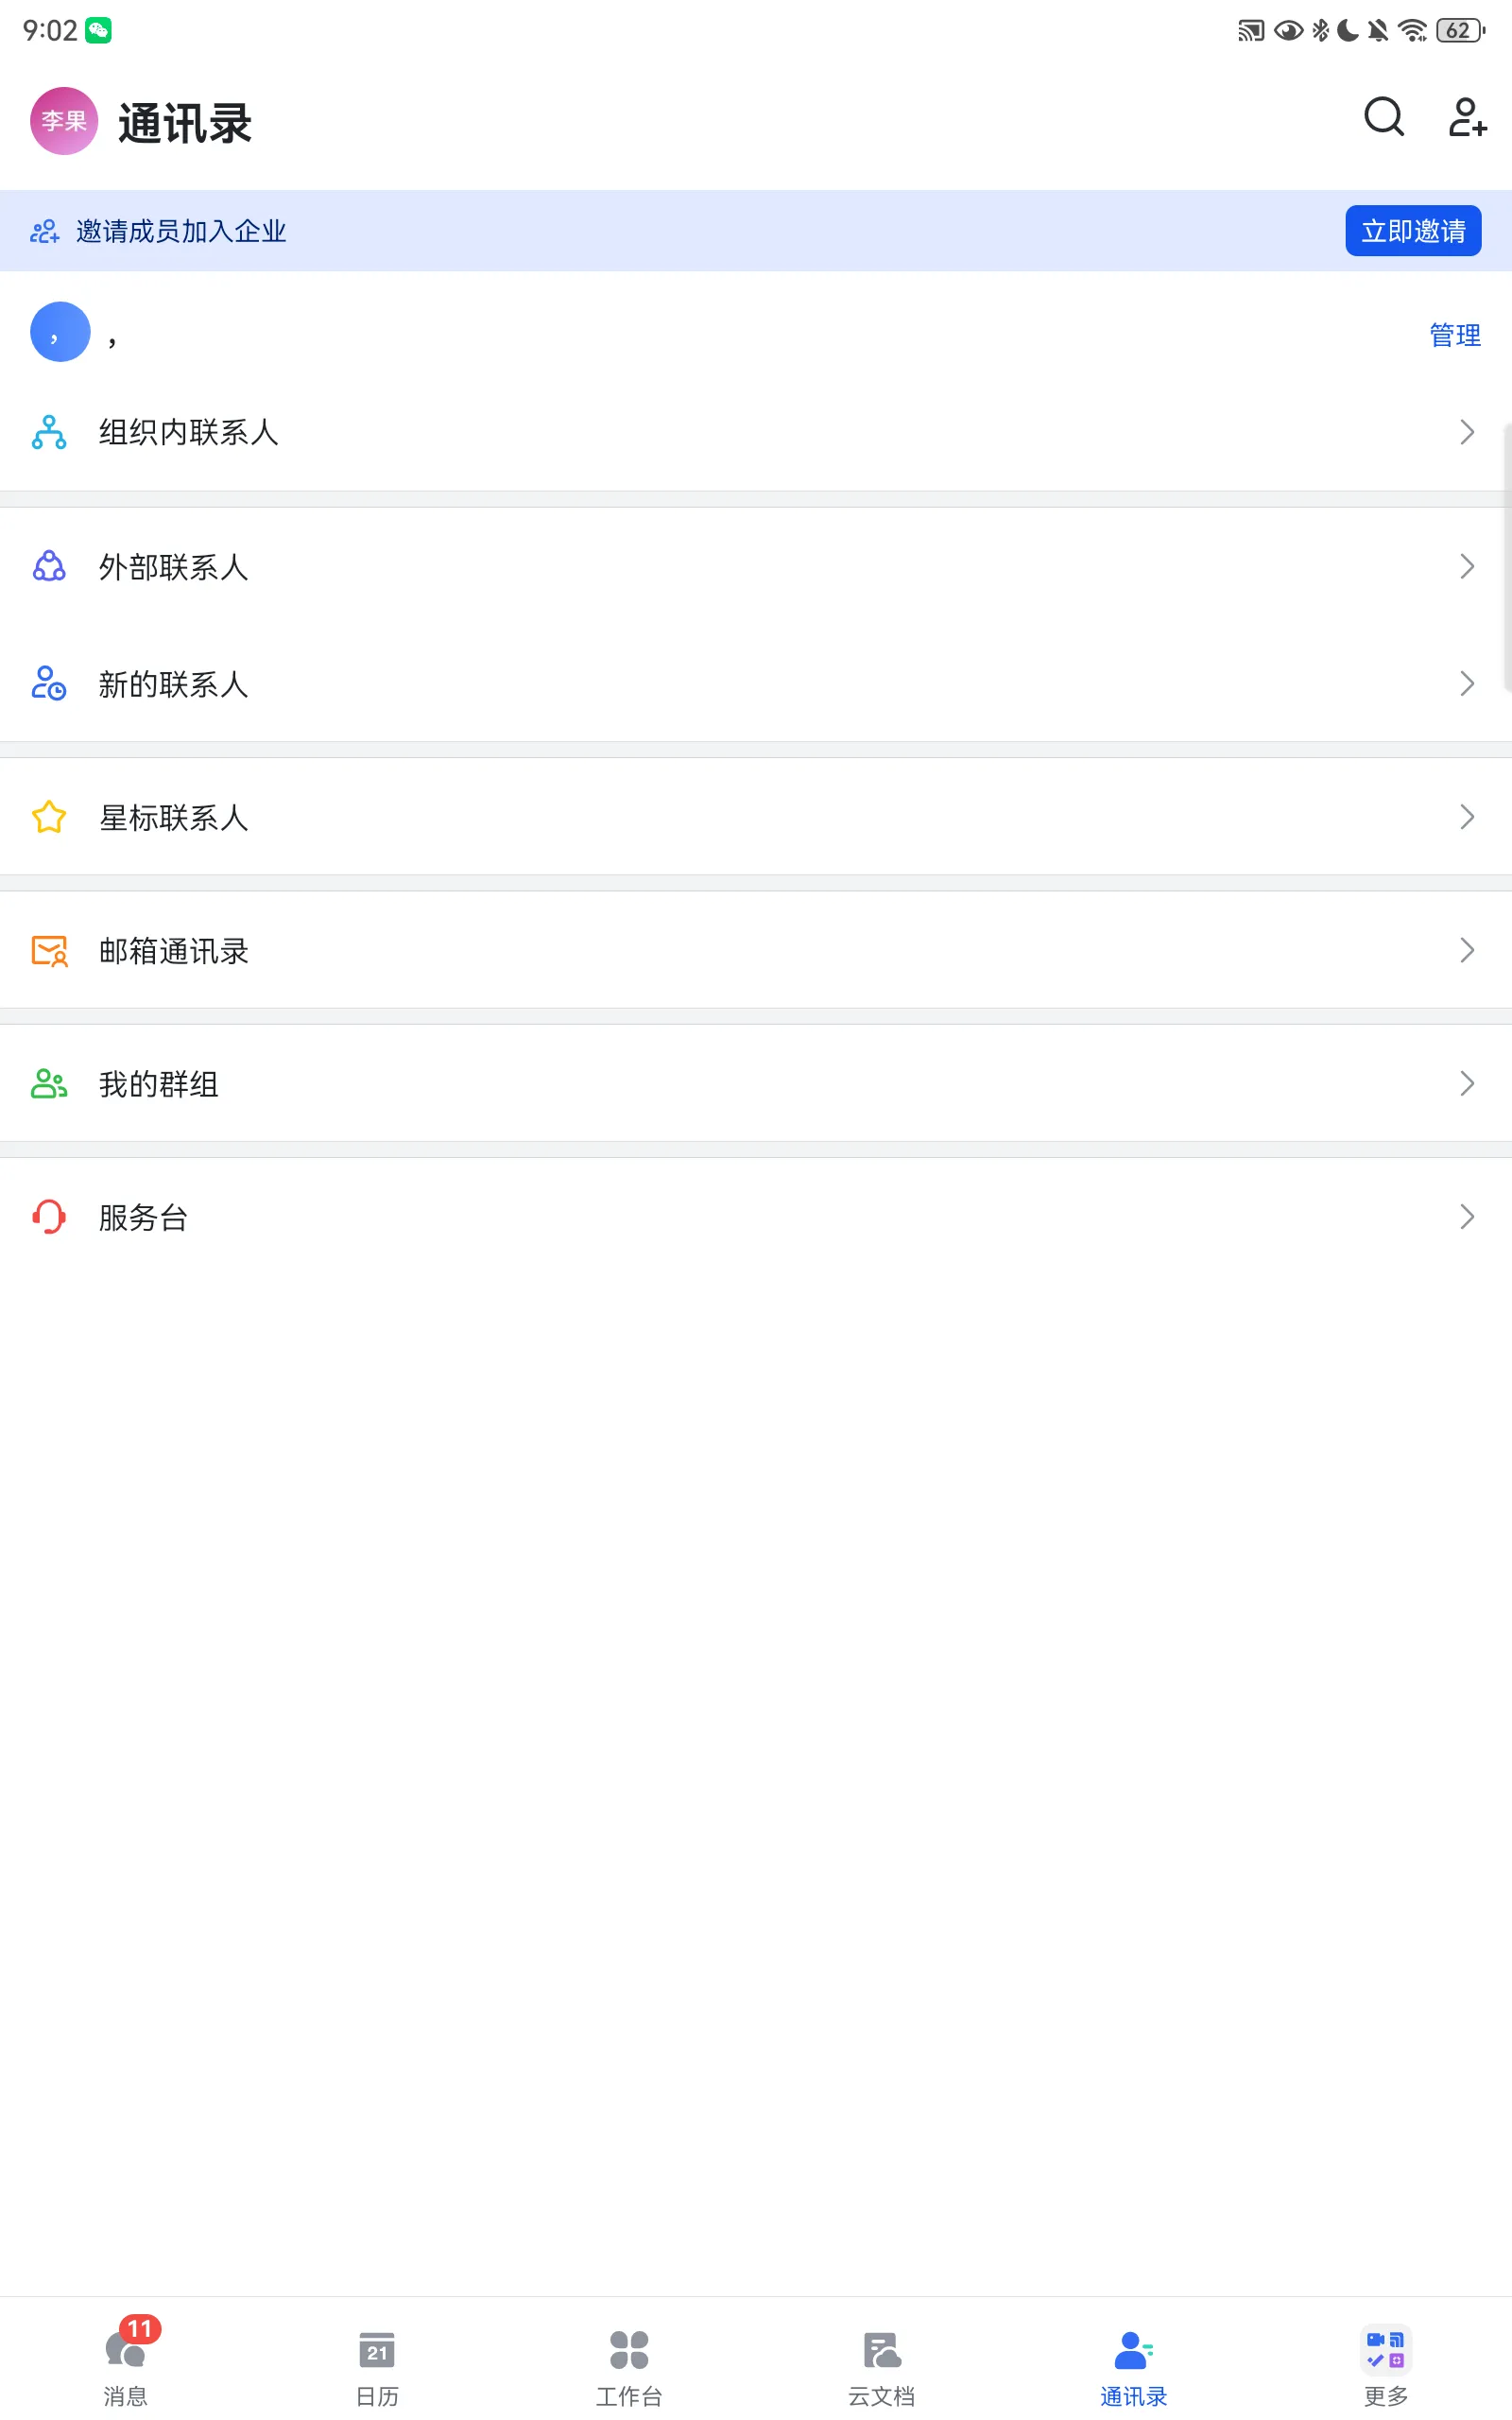 9:02
62
李果
通讯录
邀请成员加入企业
立即邀请
，
，
管理
组织内联系人
外部联系人
新的联系人
星标联系人
邮箱通讯录
我的群组
服务台
11
消息
21
日历
工作台
云文档
通讯录
更多